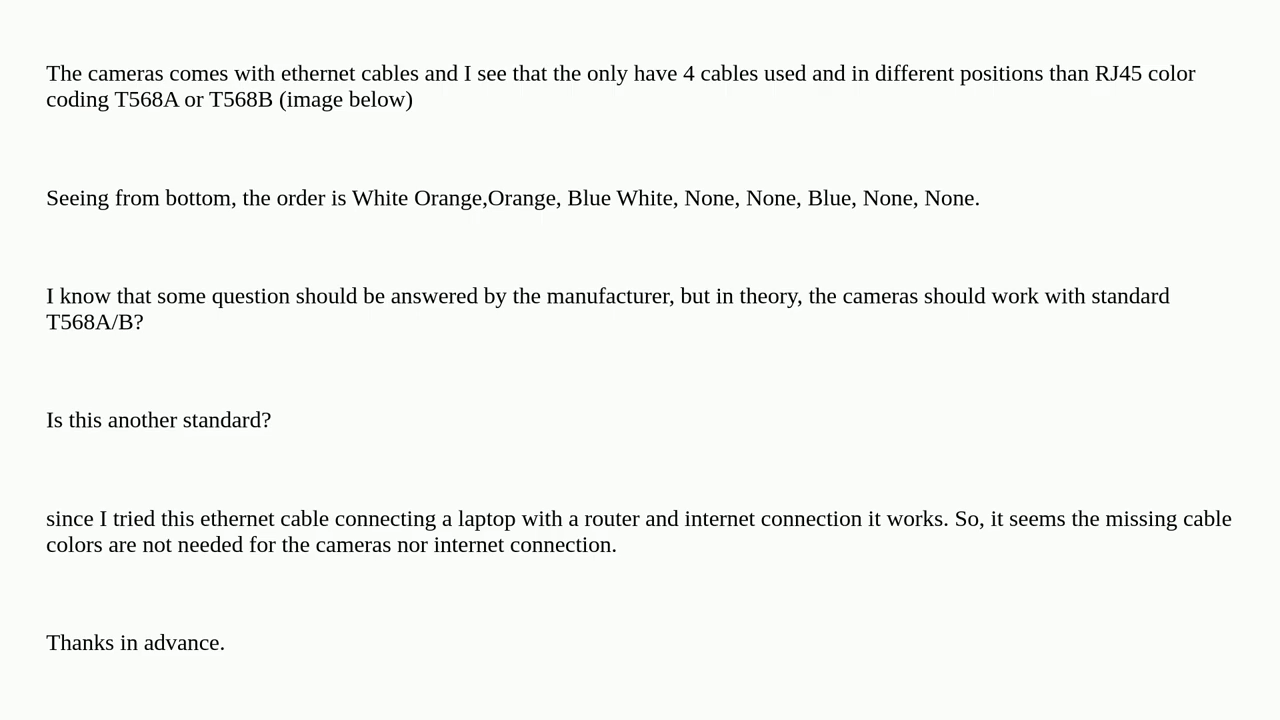 The cameras comes with ethernet cables and I see that the only have 4 cables used and in different positions than RJ45 color
coding T568A or T568B (image below)
Seeing from bottom, the order is White Orange,Orange, Blue White, None, None, Blue, None, None.
I know that some question should be answered by the manufacturer, but in theory, the cameras should work with standard
T568A/B?
Is this another standard?
since I tried this ethernet cable connecting a laptop with a router and internet connection it works. So, it seems the missing cable
colors are not needed for the cameras nor internet connection.
Thanks in advance.